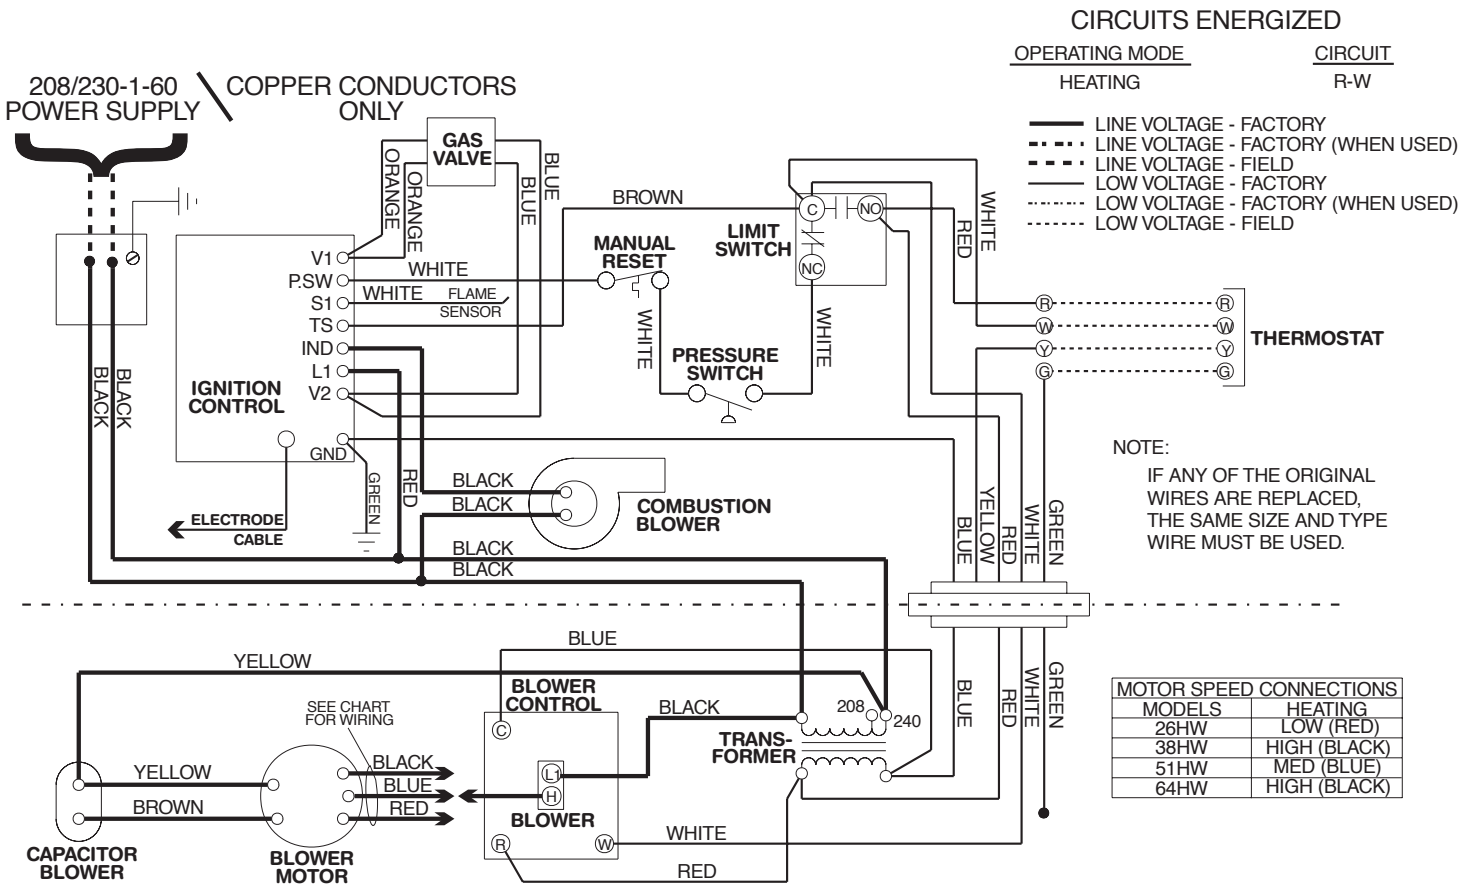 CIRCUITS ENERGIZED
OPERATING MODE
CIRCUIT
HEATING
R-W
LINE VOLTAGE - FACTORY
LINE VOLTAGE - FACTORY (WHEN USED)
LINE VOLTAGE - FIELD
LOW VOLTAGE - FACTORY
LOW VOLTAGE - FACTORY (WHEN USED)
LOW VOLTAGE - FIELD
208/230-1-60
POWER SUPPLY
COPPER CONDUCTORS
ONLY
GAS
VALVE
ORANGE
ORANGE
BLUE
BLUE
BROWN
C
NO
NC
LIMIT
SWITCH
WHITE
RED
MANUAL
RESET
V1
P.SW
S1
TS
IND
L1
V2
GND
WHITE
WHITE
FLAME
SENSOR
WHITE
WHITE
PRESSURE
SWITCH
IGNITION
CONTROL
BLACK
BLACK
R
W
Y
G
R
W
Y
G
THERMOSTAT
NOTE:
IF ANY OF THE ORIGINAL
WIRES ARE REPLACED,
THE SAME SIZE AND TYPE
WIRE MUST BE USED.
ELECTRODE
CABLE
GREEN
RED
BLACK
BLACK
COMBUSTION
BLOWER
BLACK
BLACK
BLUE
YELLOW
RED
WHITE
GREEN
BLUE
YELLOW
BLUE
RED
WHITE
GREEN
SEE CHART
FOR WIRING
BLOWER
CONTROL
C
L1
H
BLOWER
R
W
BLACK
208
240
TRANS-
FORMER
YELLOW
BROWN
BLACK
BLUE
RED
WHITE
RED
CAPACITOR
BLOWER
BLOWER
MOTOR
MOTOR SPEED CONNECTIONS
MODELS HEATING
26HW LOW (RED)
38HW HIGH (BLACK)
51HW MED (BLUE)
64HW HIGH (BLACK)